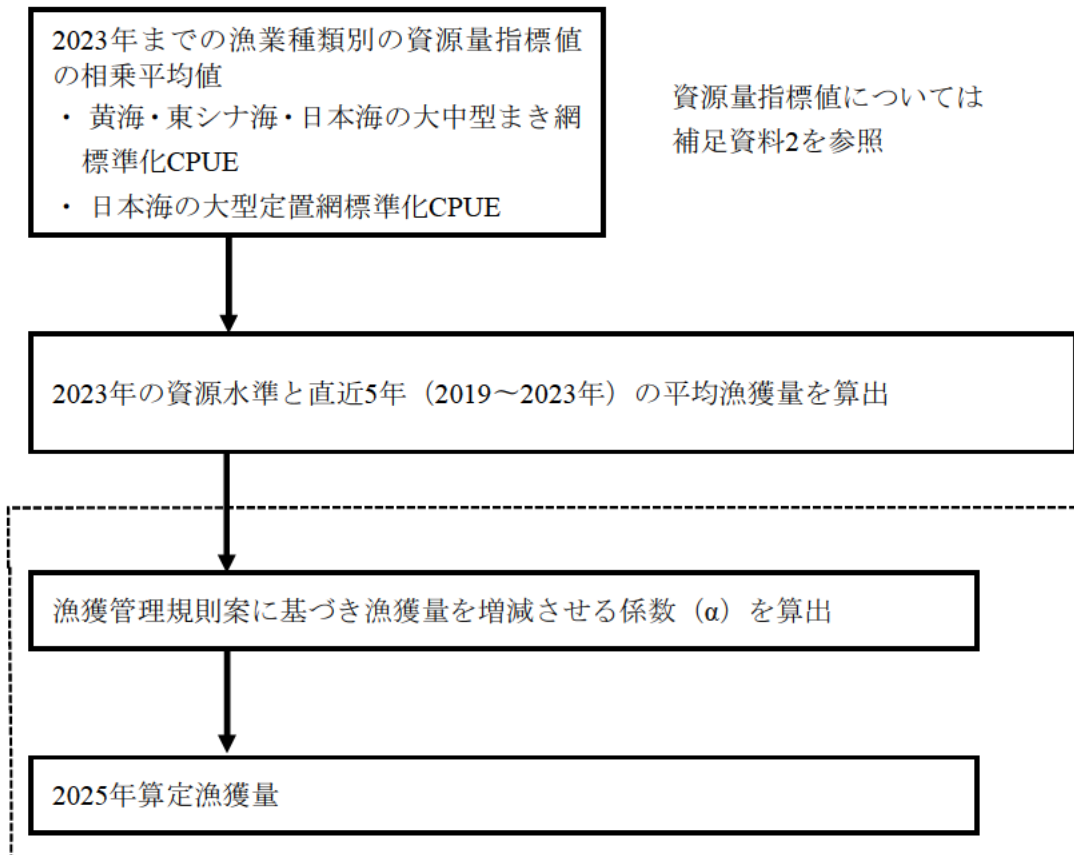 2023年までの漁業種類別の資源量指標値
の相乗平均値
・ 黄海・東シナ海・日本海の大中型まき網
標準化CPUE
・ 日本海の大型定置網標準化CPUE
資源量指標値については
補足資料2を参照
2023年の資源水準と直近5年（2019～2023年）の平均漁獲量を算出
漁獲管理規則案に基づき漁獲量を増減させる係数（α）を算出
2025年算定漁獲量